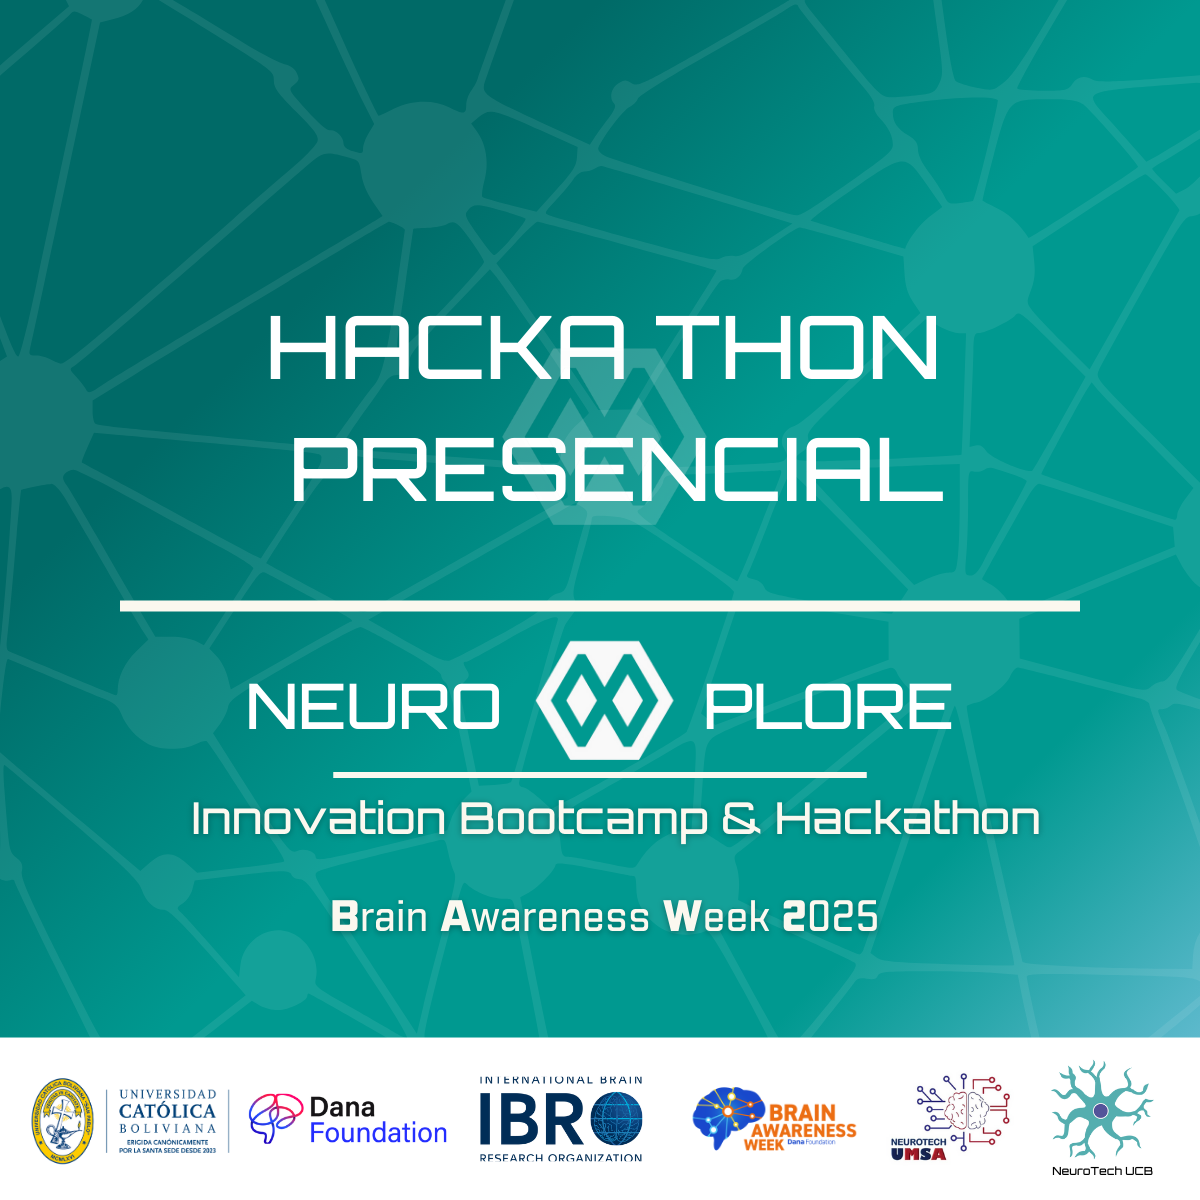 HACKA THON
PRESENCIAL
NEURO PLORE
Innovation Bootcamp & Hackathon
Brain Awareness Week 2025
UNIVERSIDAD
CATÓLICA
BOLIVIANA
ERIGIDA CANÓNICAMENTE
POR LA SANTA SEDE DESDE 2023
Dana
Foundation
INTERNATIONAL BRAIN
IBRO
RESEARCH ORGANIZATION
BRAIN
AWARENESS
WEEK Dana Foundation
NEUROTECH
UMSA
NeuroTech UCB